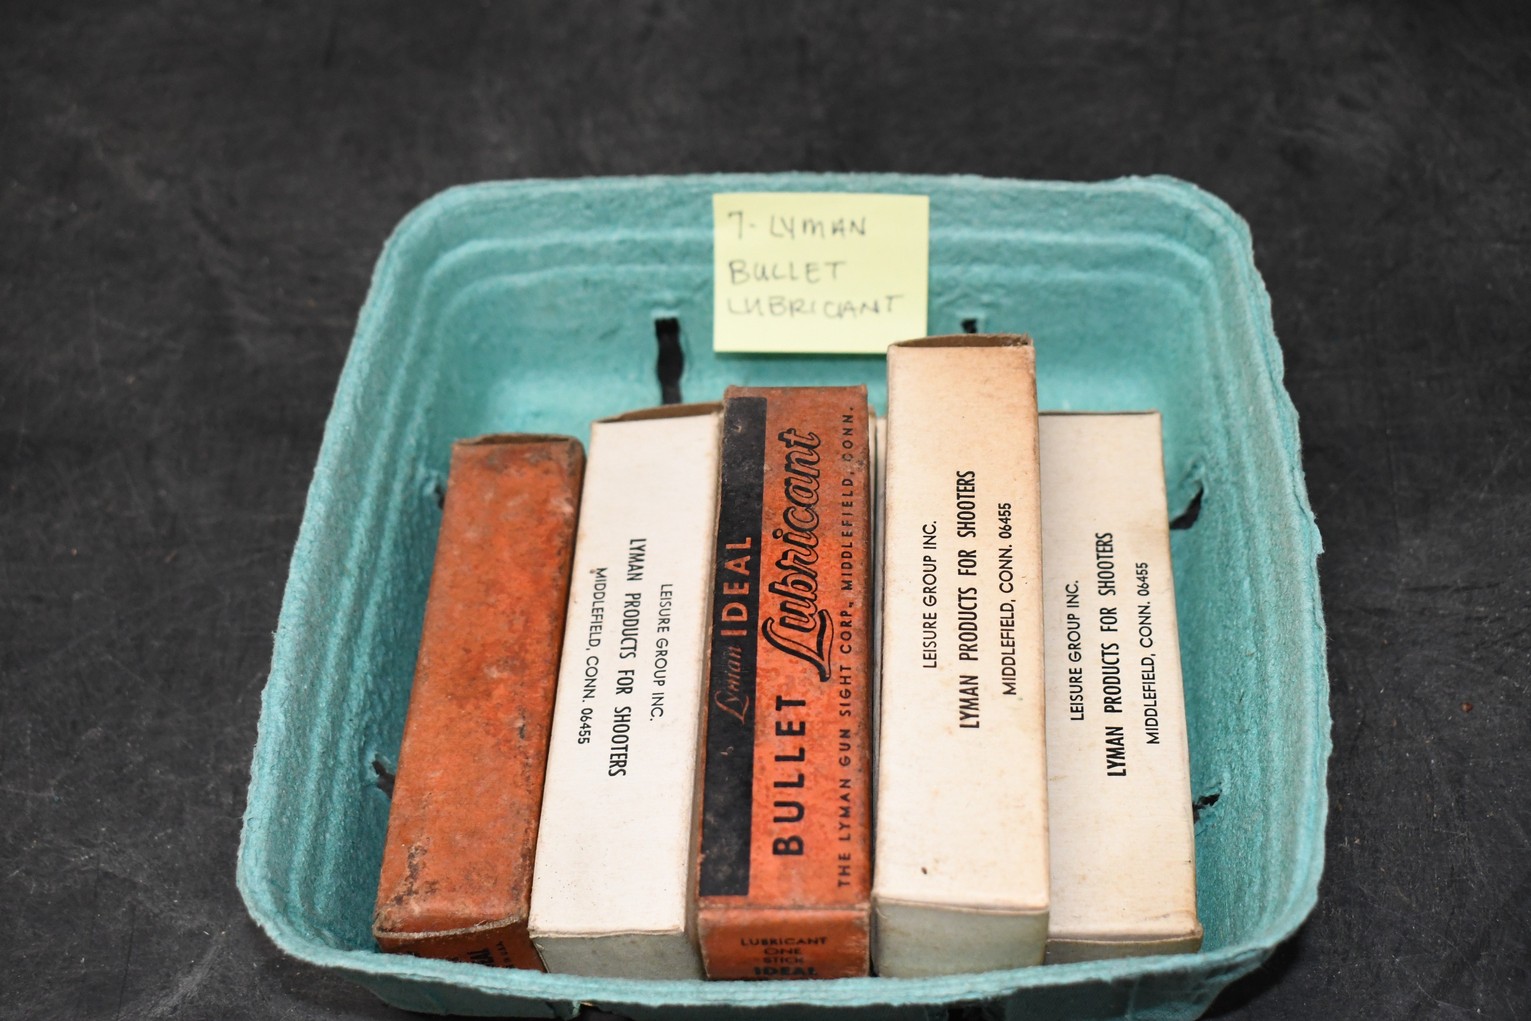 7- LYMAN
BULLET
LUBRICANT
LEISURE GROUP INC.
LYMAN PRODUCTS FOR SHOOTERS
MIDDLEFIELD, CONN. 06455
Lyman IDEAL
BULLET Lubricant
THE LYMAN GUN SIGHT CORP., MIDDLEFIELD, CONN.
LUBRICANT
ONE
STICK
IDEAL
LEISURE GROUP INC.
LYMAN PRODUCTS FOR SHOOTERS
MIDDLEFIELD, CONN. 06455
LEISURE GROUP INC.
LYMAN PRODUCTS FOR SHOOTERS
MIDDLEFIELD, CONN. 06455